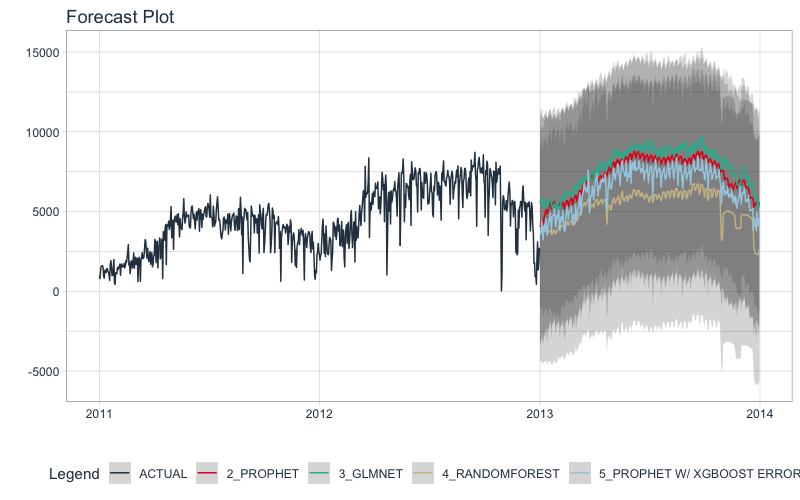 Forecast Plot
15000
10000
5000
0
-5000
2011 2012 2013 2014
Legend ACTUAL 2_PROPHET 3_GLMNET 4_RANDOMFOREST 5_PROPHET W/ XGBOOST ERROR